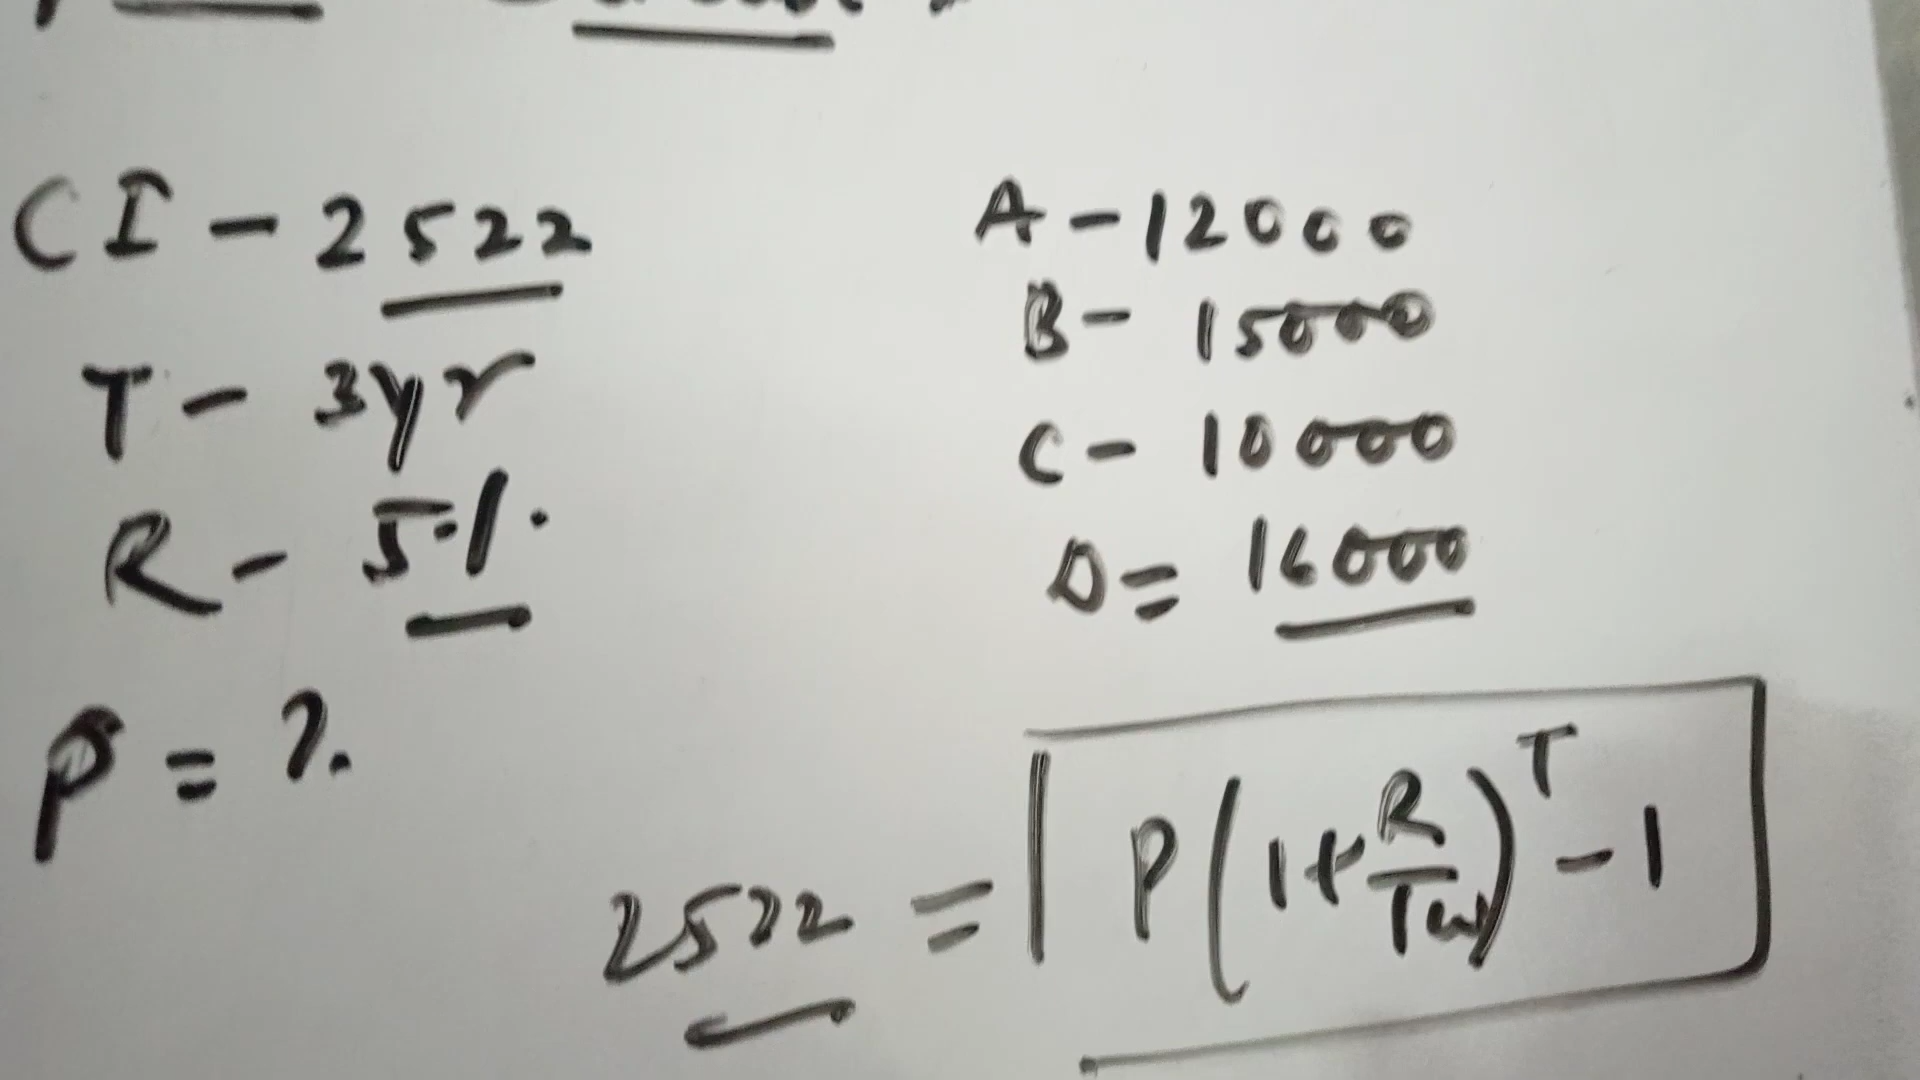 CI - 2522
T - 3yr
R - 5%
P = ?.
A - 12000
B - 15000
C - 10000
D = 16000
2522 = P(1+R/100)^T - 1